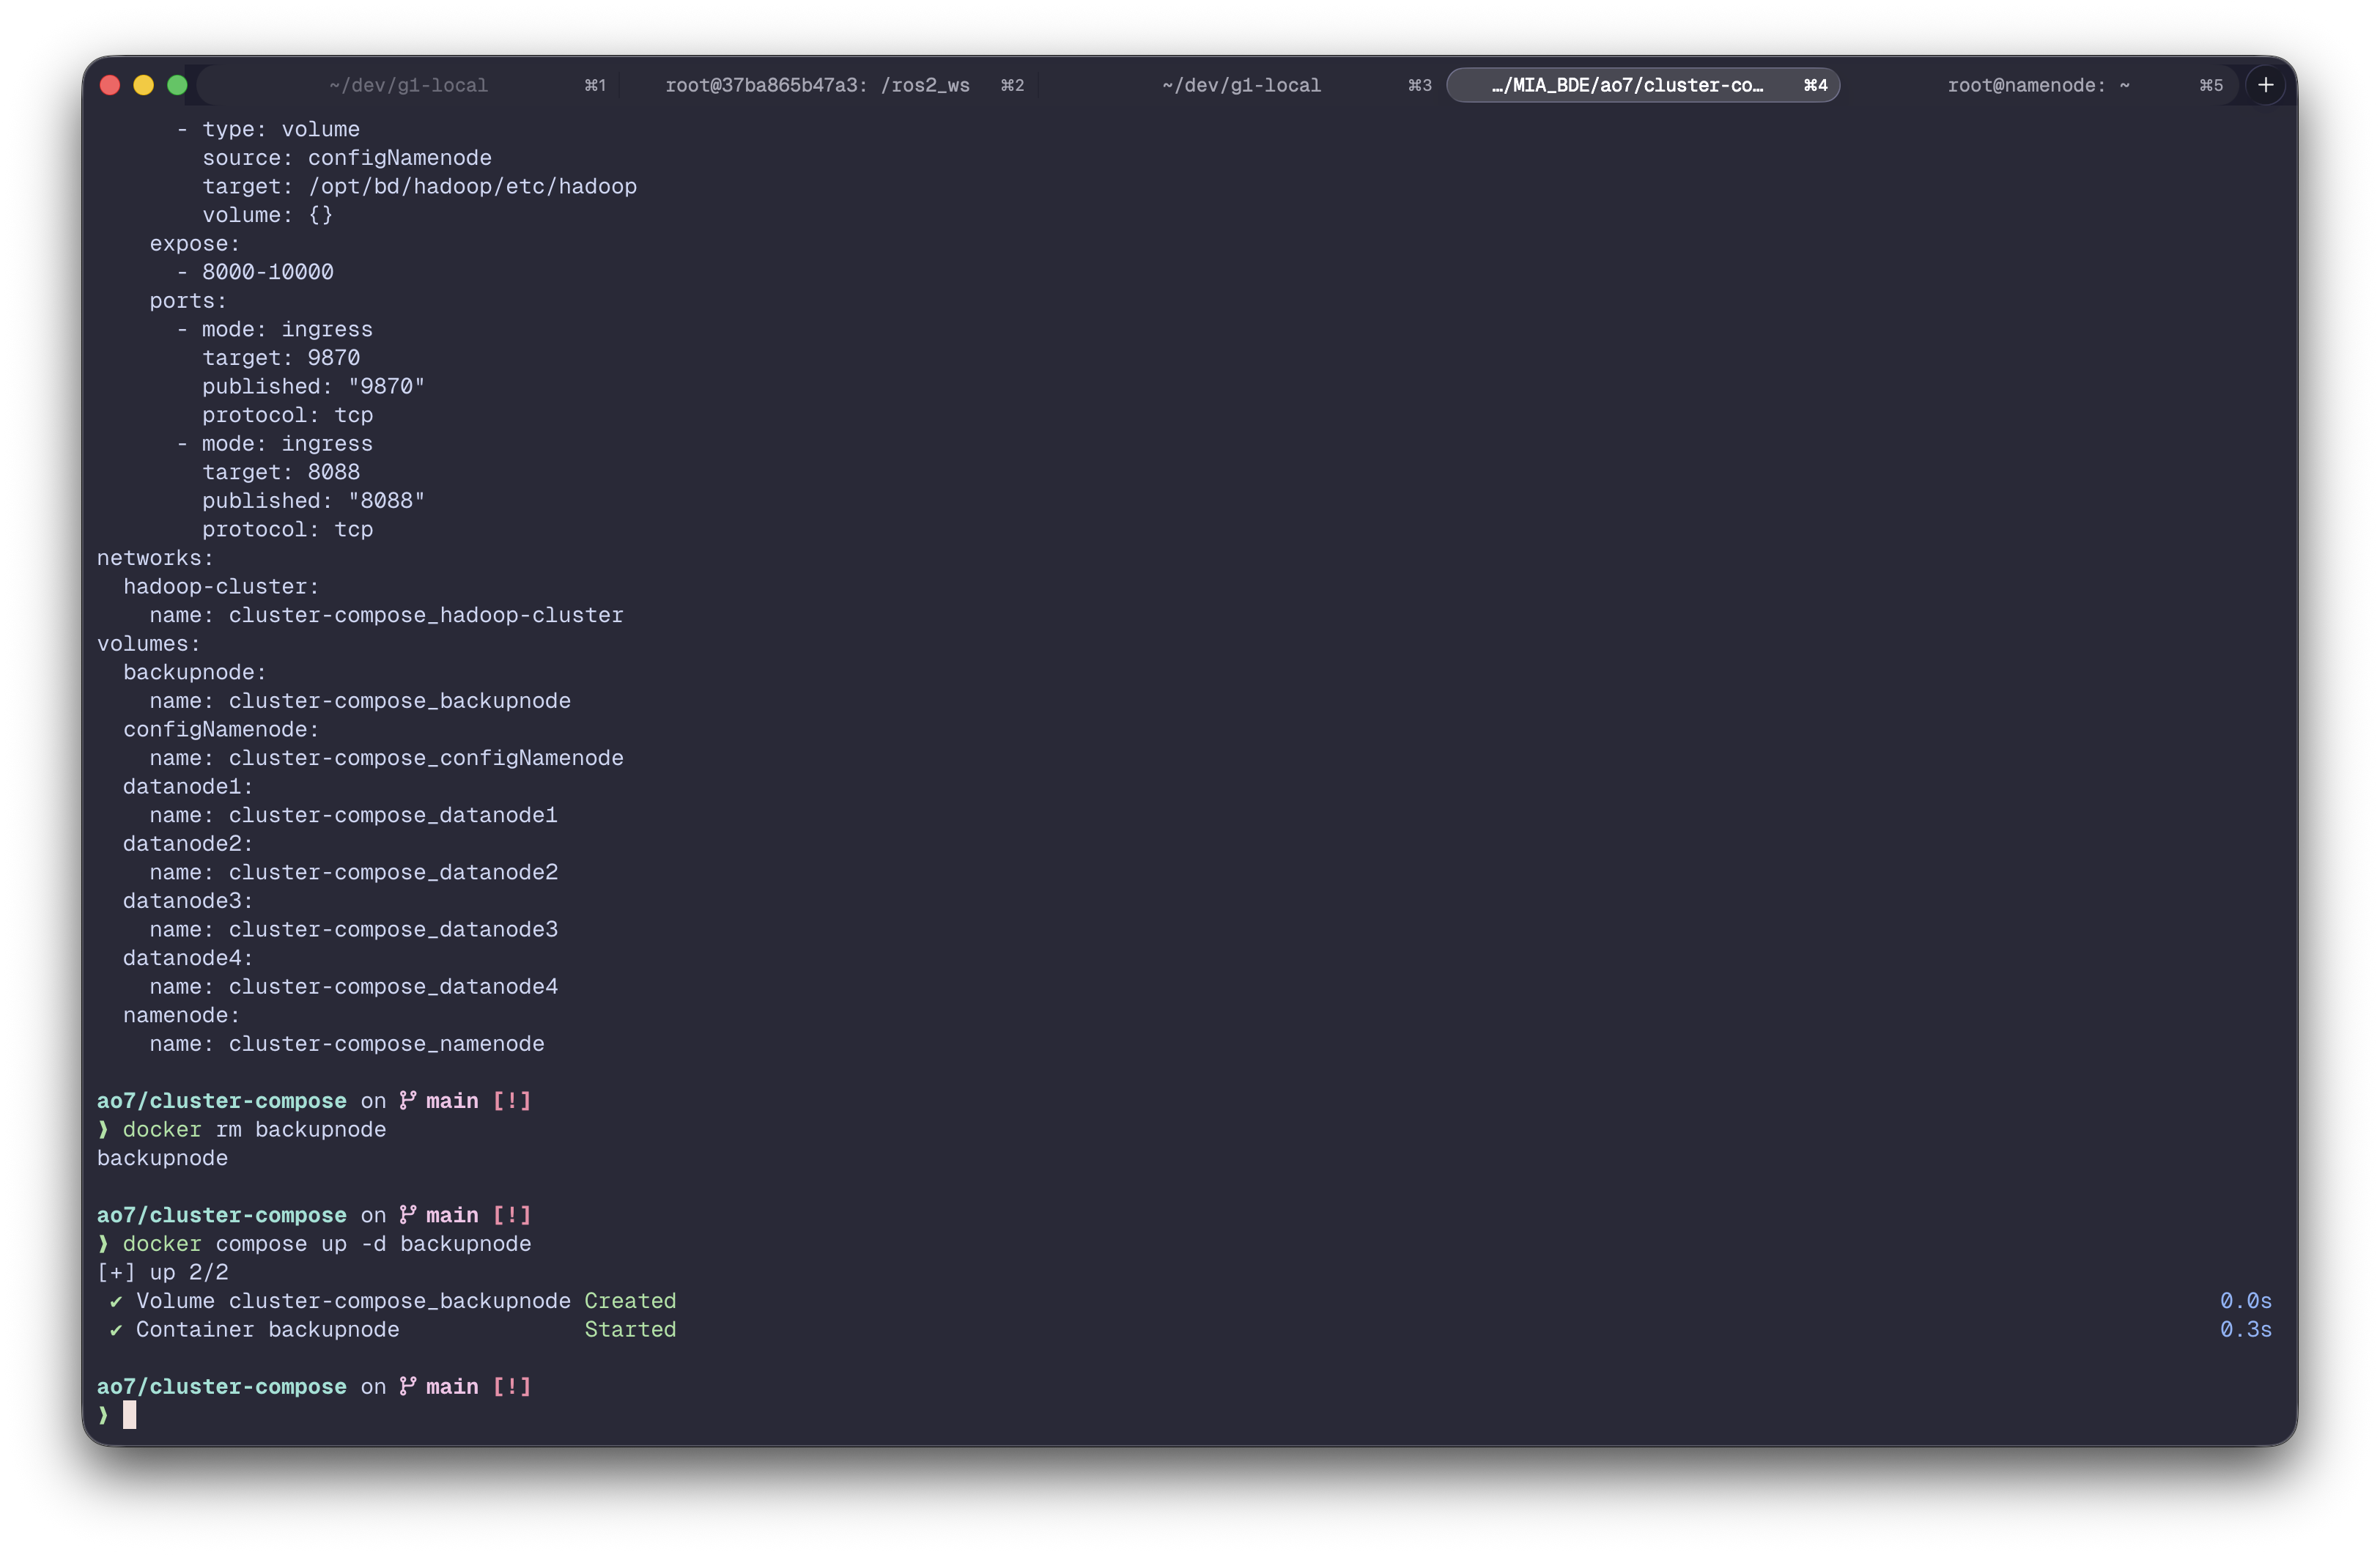 ~/dev/g1-local ⌘1 root@37ba865b47a3: /ros2_ws ⌘2 ~/dev/g1-local ⌘3 …/MIA_BDE/ao7/cluster-co… ⌘4 root@namenode: ~ ⌘5 +
      - type: volume
        source: configNamenode
        target: /opt/bd/hadoop/etc/hadoop
        volume: {}
    expose:
      - 8000-10000
    ports:
      - mode: ingress
        target: 9870
        published: "9870"
        protocol: tcp
      - mode: ingress
        target: 8088
        published: "8088"
        protocol: tcp
networks:
  hadoop-cluster:
    name: cluster-compose_hadoop-cluster
volumes:
  backupnode:
    name: cluster-compose_backupnode
  configNamenode:
    name: cluster-compose_configNamenode
  datanode1:
    name: cluster-compose_datanode1
  datanode2:
    name: cluster-compose_datanode2
  datanode3:
    name: cluster-compose_datanode3
  datanode4:
    name: cluster-compose_datanode4
  namenode:
    name: cluster-compose_namenode
ao7/cluster-compose on main [!]
❱ docker rm backupnode
backupnode
ao7/cluster-compose on main [!]
❱ docker compose up -d backupnode
[+] up 2/2
 ✔ Volume cluster-compose_backupnode Created 0.0s
 ✔ Container backupnode Started 0.3s
ao7/cluster-compose on main [!]
❱